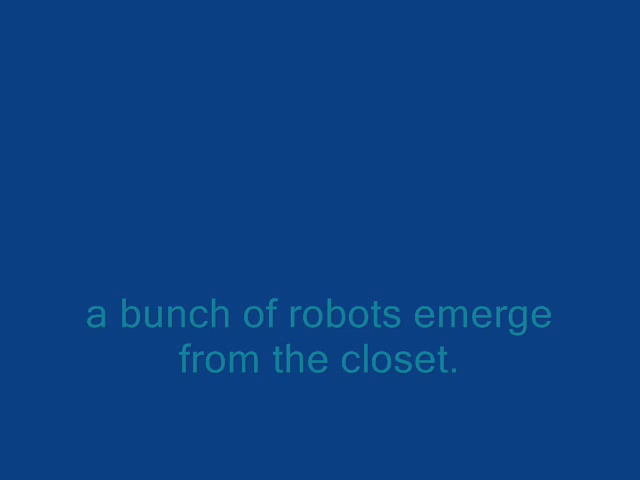 a bunch of robots emerge
from the closet.